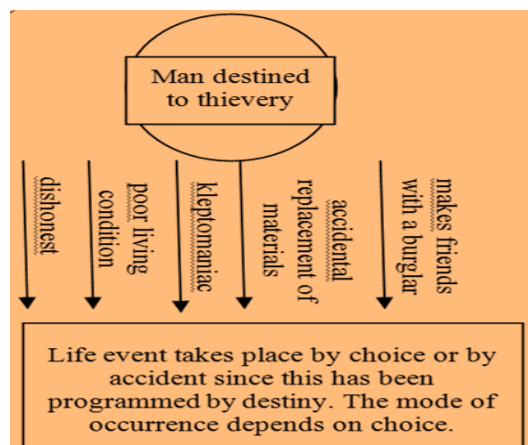 Man destined
to thievery
dishonest
poor living
condition
kleptomaniac
accidental
replacement of
materials
makes friends
with a burglar
Life event takes place by choice or by
accident since this has been
programmed by destiny. The mode of
occurrence depends on choice.